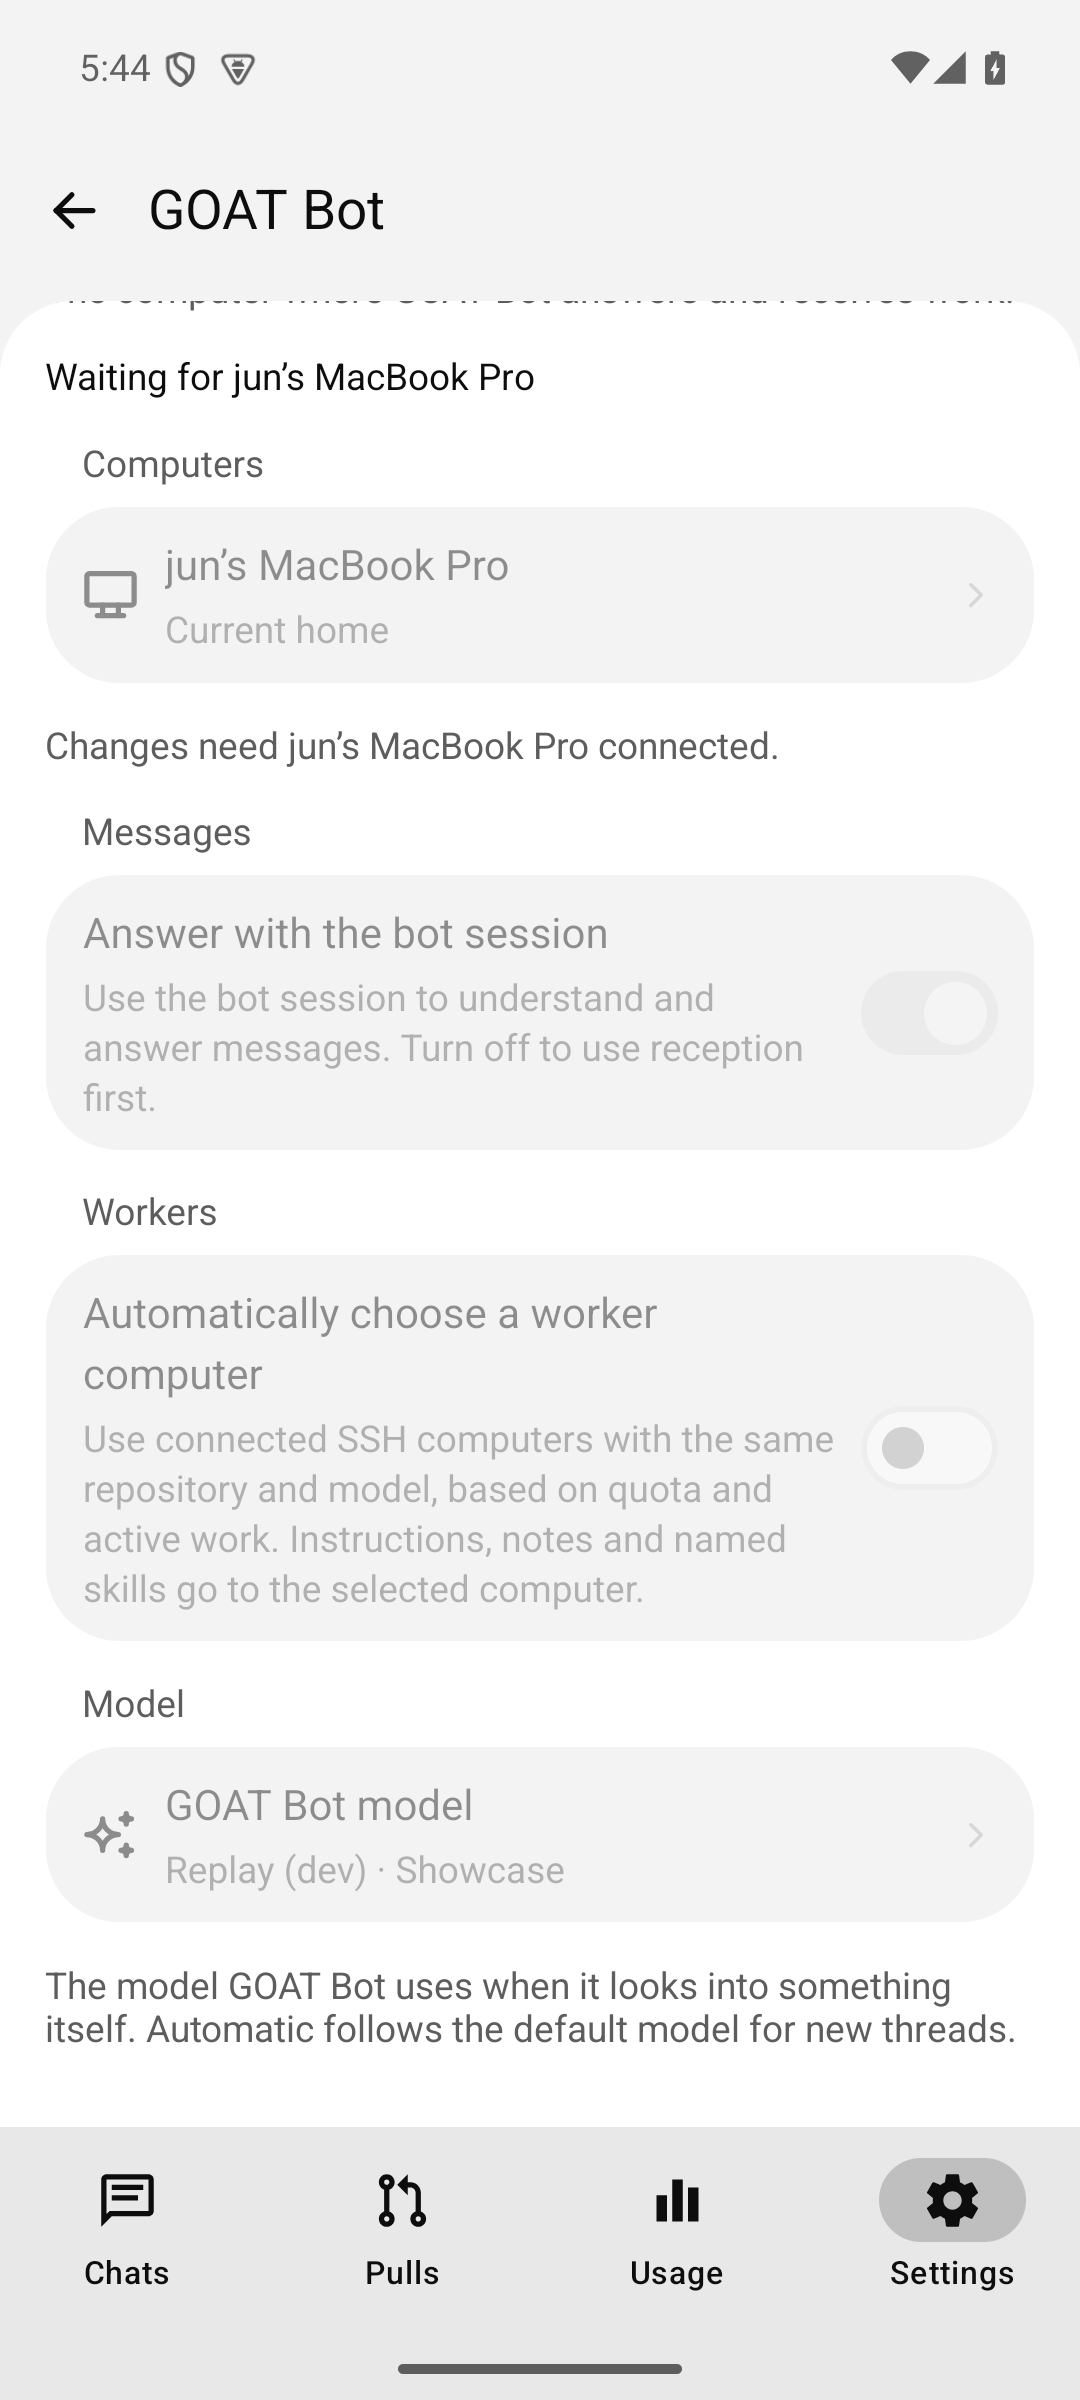 5:44
GOAT Bot
Waiting for jun’s MacBook Pro
Computers
jun’s MacBook Pro
Current home
Changes need jun’s MacBook Pro connected.
Messages
Answer with the bot session
Use the bot session to understand and
answer messages. Turn off to use reception
first.
Workers
Automatically choose a worker
computer
Use connected SSH computers with the same
repository and model, based on quota and
active work. Instructions, notes and named
skills go to the selected computer.
Model
GOAT Bot model
Replay (dev) · Showcase
The model GOAT Bot uses when it looks into something
itself. Automatic follows the default model for new threads.
Chats
Pulls
Usage
Settings